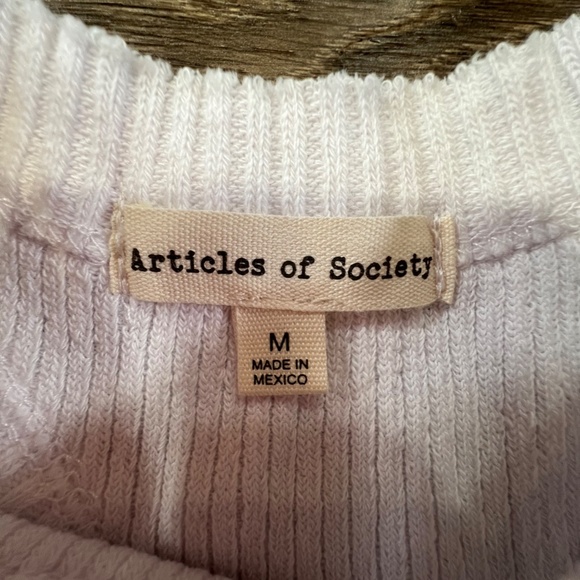 Articles of Society
M
MADE IN
MEXICO